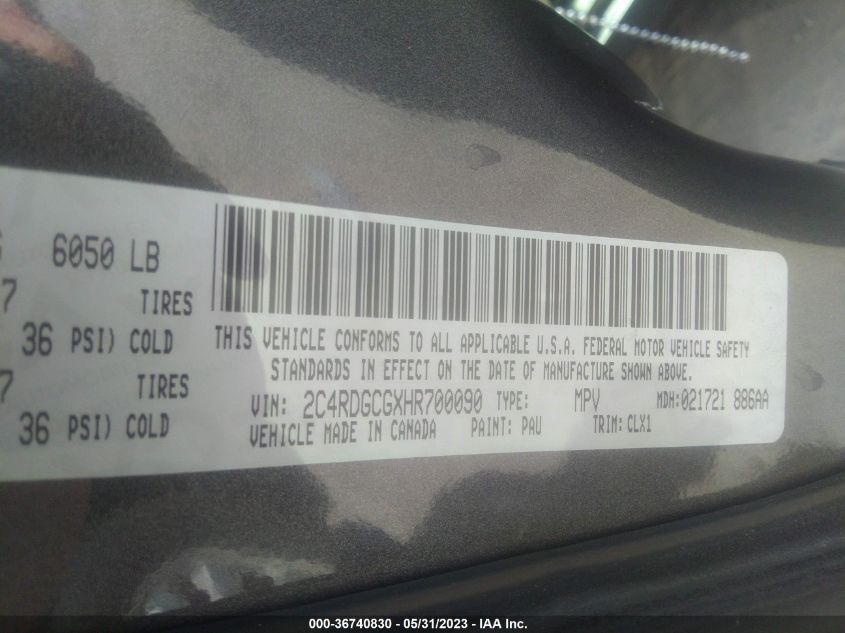 6050 LB
7 TIRES
36 PSI) COLD
7 TIRES
36 PSI) COLD
THIS VEHICLE CONFORMS TO ALL APPLICABLE U.S.A. FEDERAL MOTOR VEHICLE SAFETY
STANDARDS IN EFFECT ON THE DATE OF MANUFACTURE SHOWN ABOVE.
VIN: 2C4RDGCGXHR700090 TYPE: MPV MDH:021721 886AA
VEHICLE MADE IN CANADA PAINT: PAU TRIM: CLX1
000-36740830 - 05/31/2023 - IAA Inc.